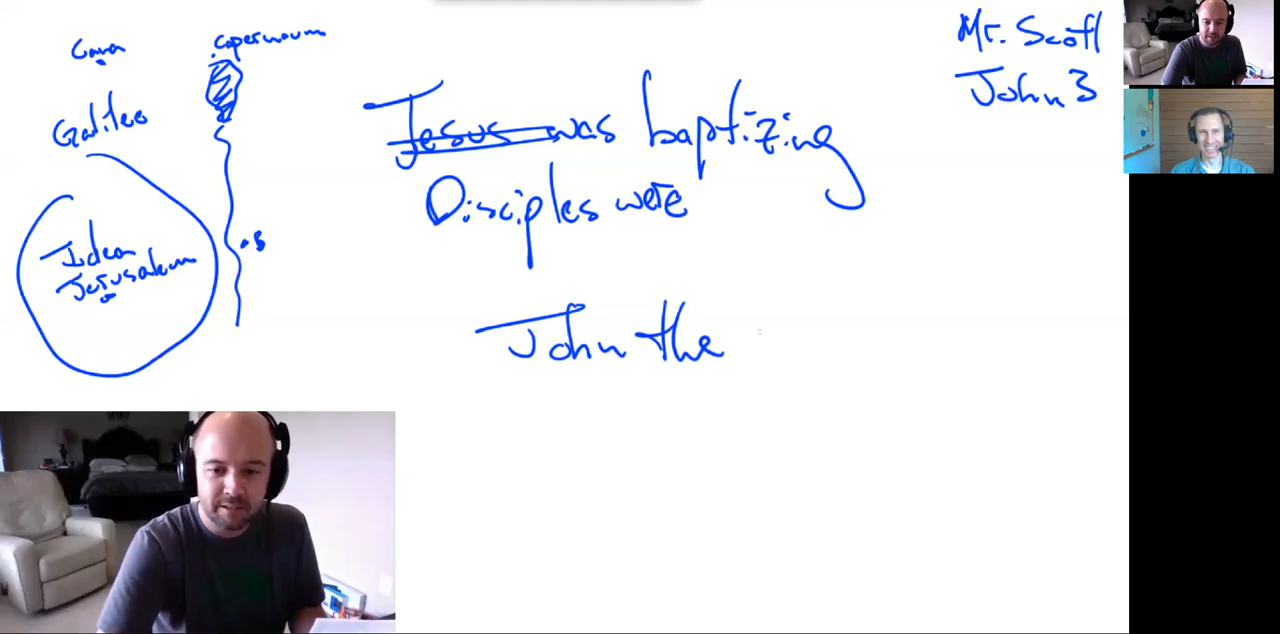 Cana
Capernaum
Galilee
Judea
Jerusalem
Jesus was baptizing
Disciples were
John the
Mr. Scott
John 3